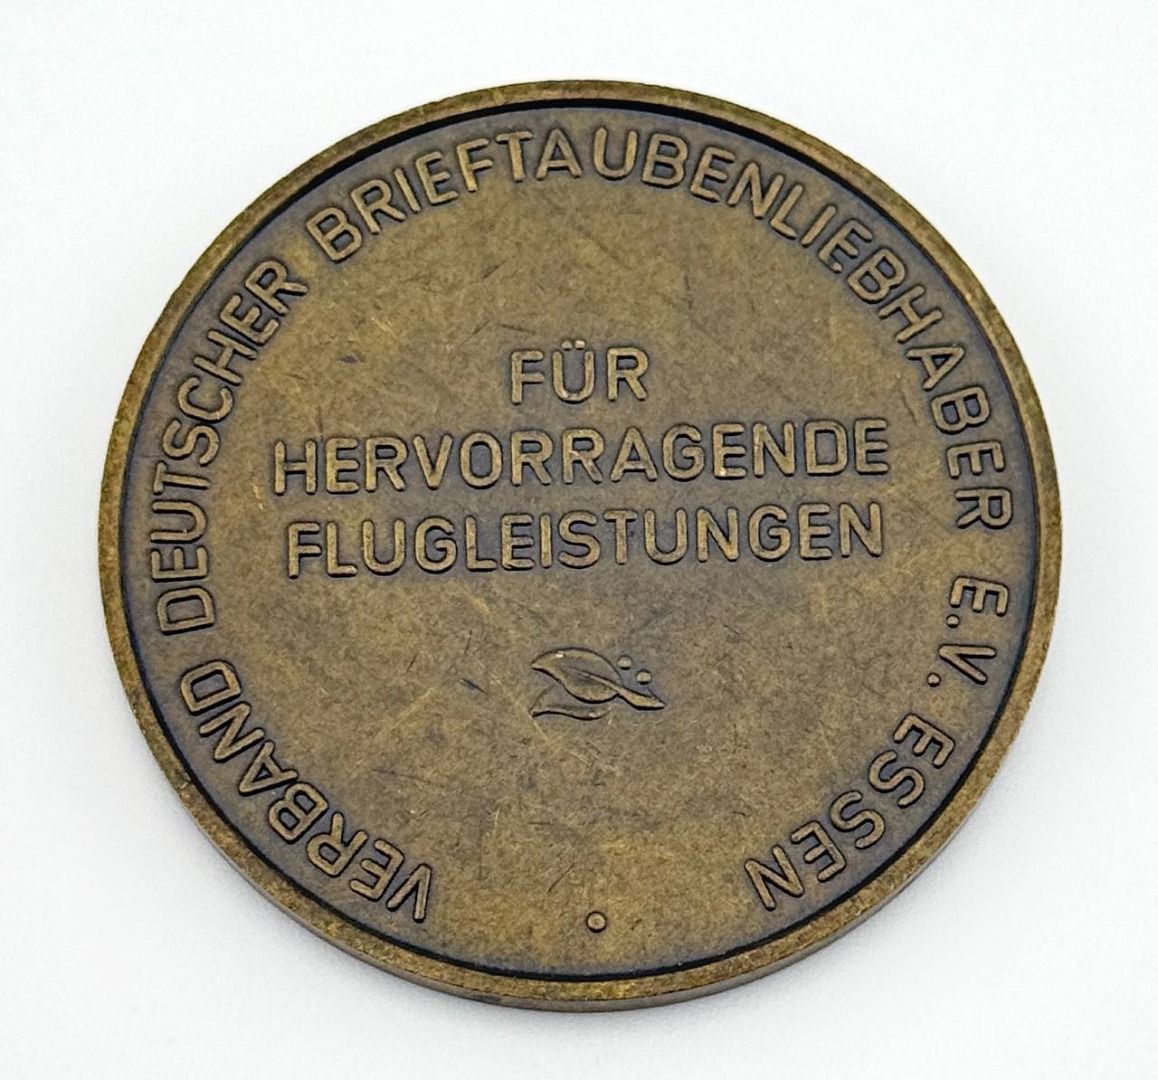 VERBAND DEUTSCHER BRIEFTAUBENLIEBHABER E.V. ESSEN
FÜR
HERVORRAGENDE
FLUGLEISTUNGEN